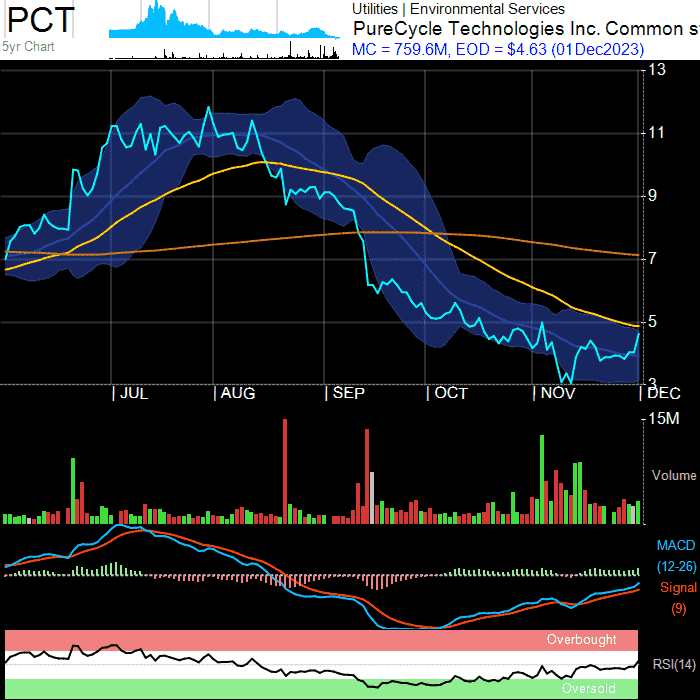 PCT
5yr Chart
Utilities | Environmental Services
PureCycle Technologies Inc. Common s
MC = 759.6M, EOD = $4.63 (01Dec2023)
13
11
9
7
5
3
JUL
AUG
SEP
OCT
NOV
DEC
15M
Volume
MACD
(12-26)
Signal
(9)
Overbought
RSI(14)
Oversold